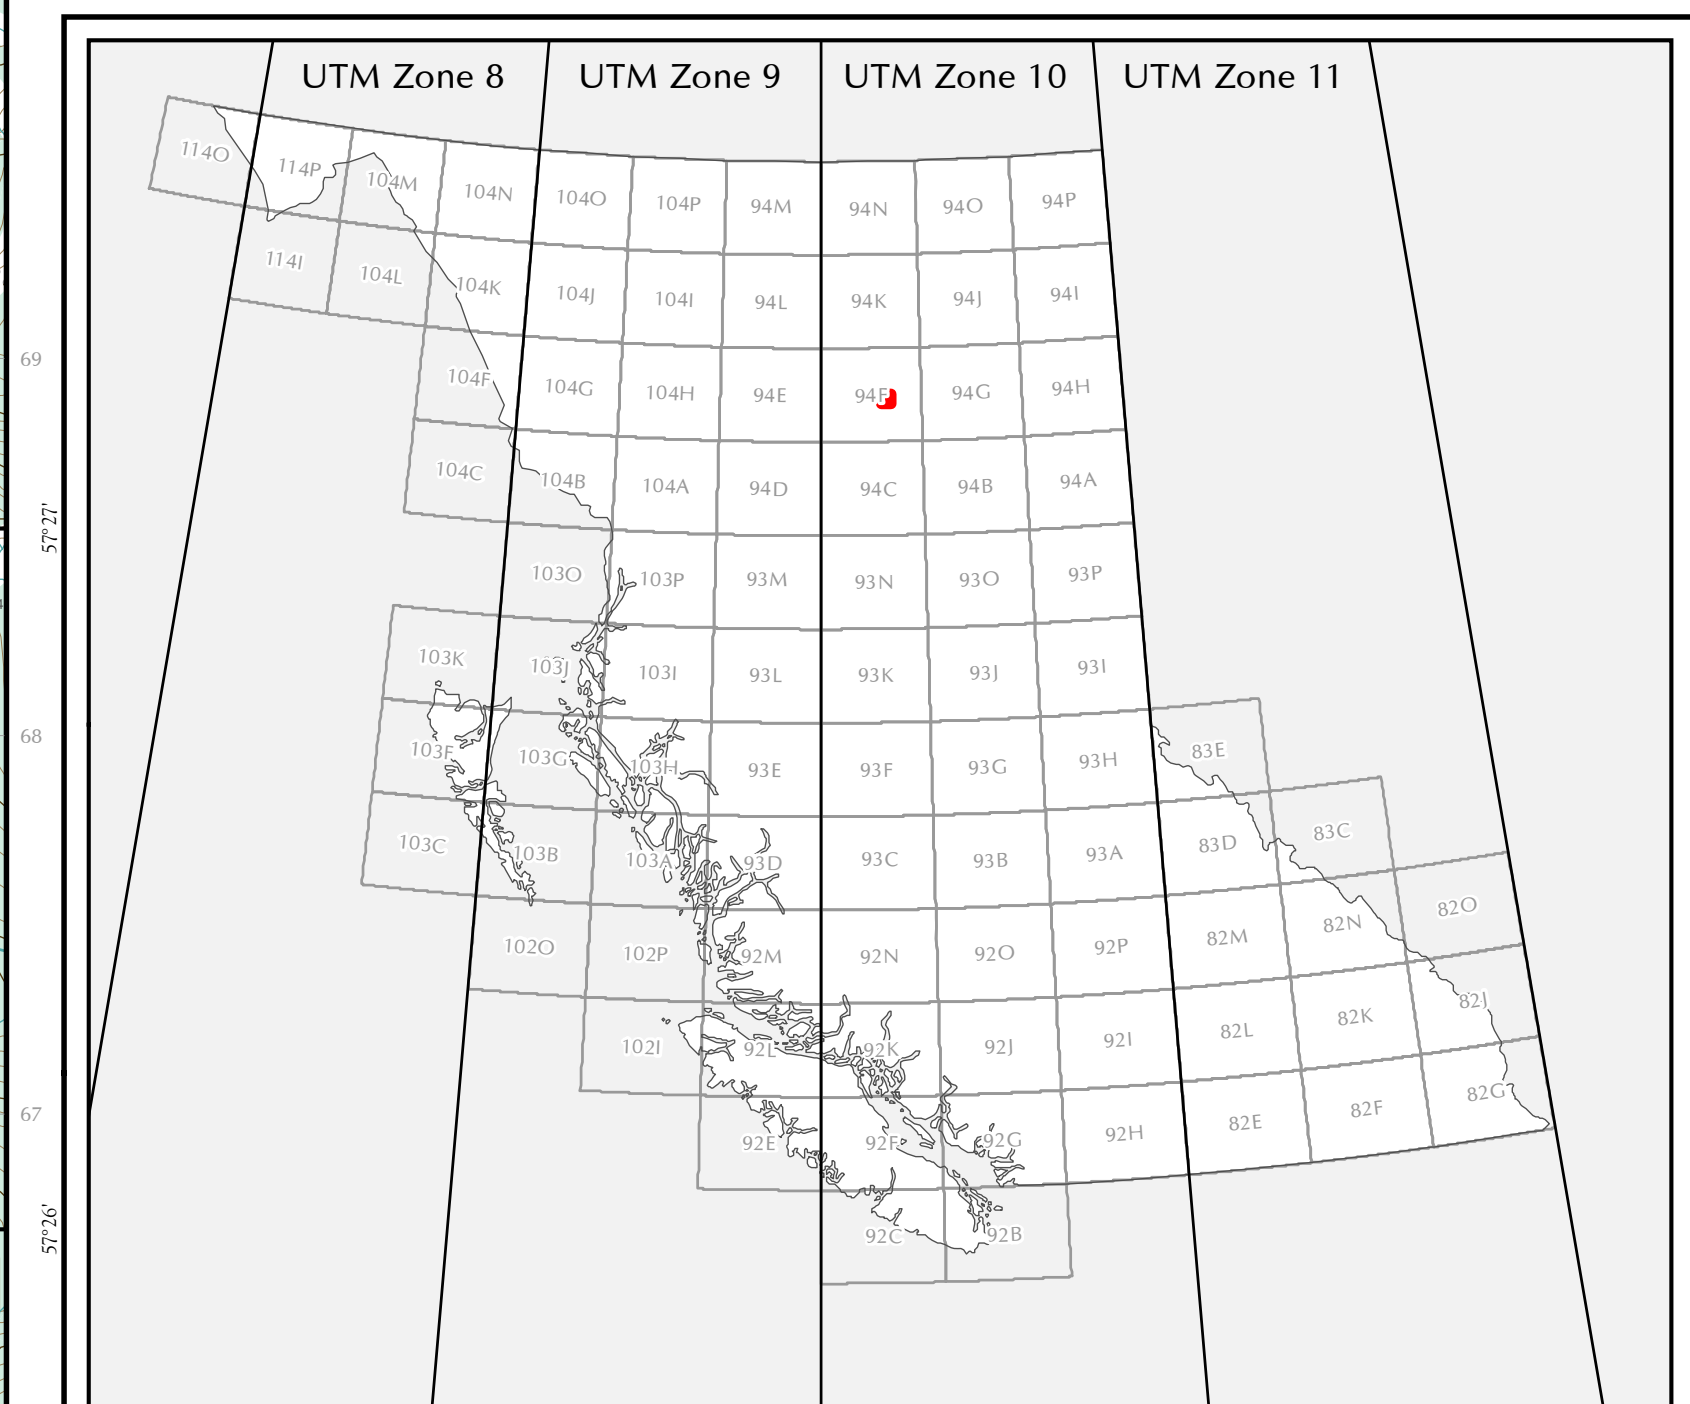 UTM Zone 8 UTM Zone 9 UTM Zone 10 UTM Zone 11
114O 114P 104M 104N 104O 104P 94M 94N 94O 94P
114I 104L 104K 104J 104I 94L 94K 94J 94I
69
104F 104G 104H 94E 94F 94G 94H
104C 104B 104A 94D 94C 94B 94A
57°27'
103O 103P 93M 93N 93O 93P
103K 103J 103I 93L 93K 93J 93I
68
103F 103G 103H 93E 93F 93G 93H 83E
103C 103B 103A 93D 93C 93B 93A 83D 83C
102O 102P 92M 92N 92O 92P 82M 82N 82O
102I 92L 92K 92J 92I 82L 82K 82J
67
92E 92F 92G 92H 82E 82F 82G
57°26'
92C 92B